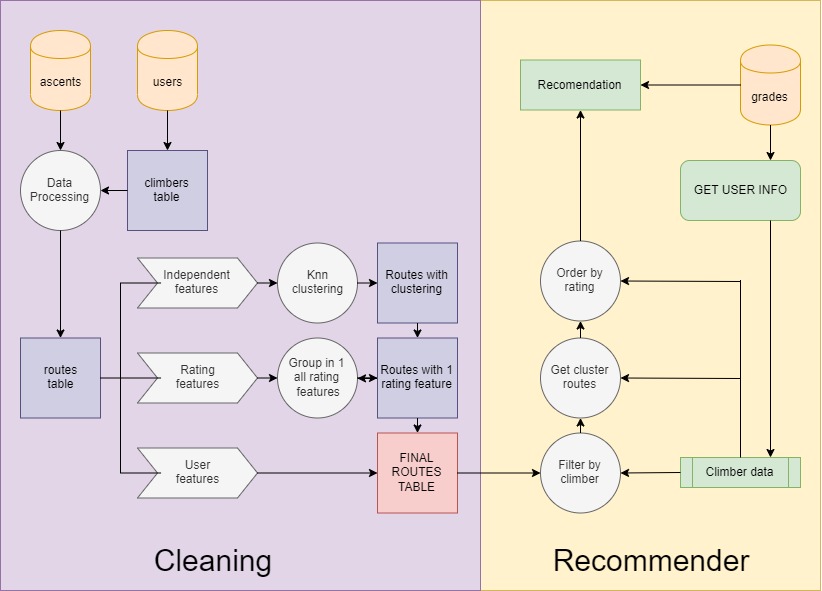 ascents
users
Data
Processing
climbers
table
Independent
features
Knn
clustering
Routes with
clustering
routes
table
Rating
features
Group in 1
all rating
features
Routes with 1
rating feature
User
features
FINAL
ROUTES
TABLE
Cleaning
Recomendation
grades
GET USER INFO
Order by
rating
Get cluster
routes
Filter by
climber
Climber data
Recommender